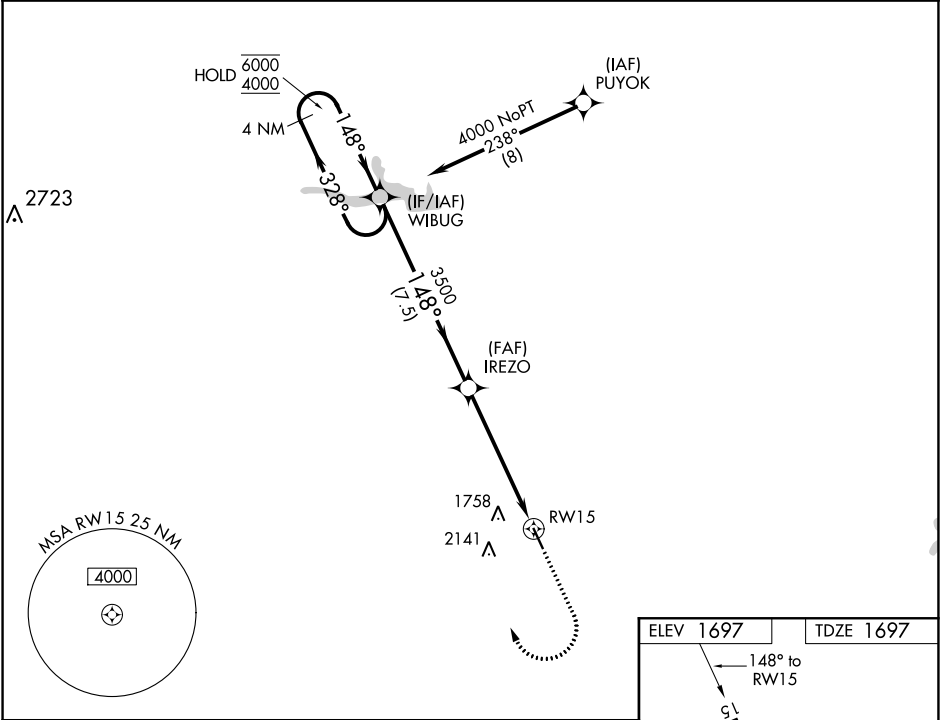 HOLD 6000
4000
4 NM
148°
328°
(IAF)
PUYOK
4000 NoPT
238°
(8)
2723
(IF/IAF)
WIBUG
3500
148°
(7.5)
(FAF)
IREZO
1758
2141
RW15
MSA RW15 25 NM
4000
ELEV 1697
TDZE 1697
148° to
RW15
15